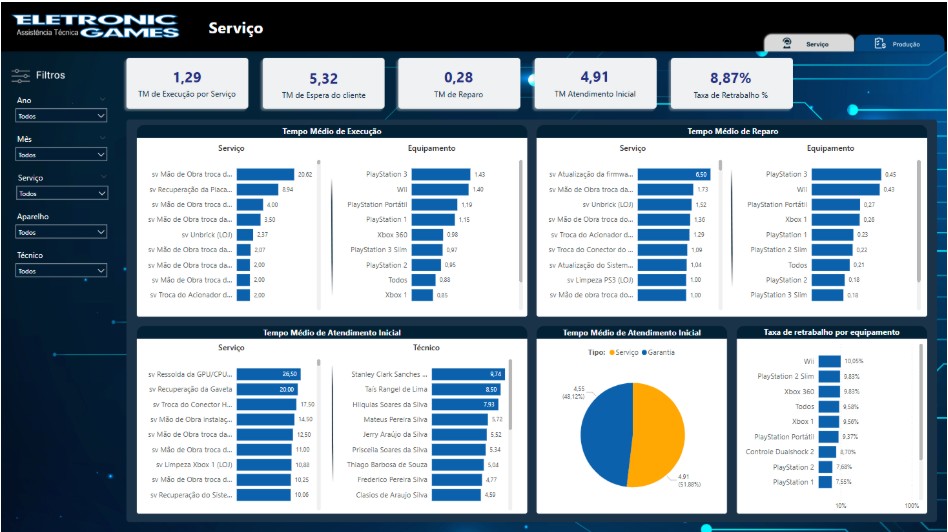 ELETRONIC
Assistência Técnica GAMES
Serviço
Serviço
Produção
Filtros
Ano
Todos
Mês
Todos
Serviço
Todos
Aparelho
Todos
Técnico
Todos
1,29
TM de Execução por Serviço
5,32
TM de Espera do cliente
0,28
TM de Reparo
4,91
TM Atendimento Inicial
8,87%
Taxa de Retrabalho %
Tempo Médio de Execução
Serviço
sv Mão de Obra troca d... 20,62
sv Recuperação da Placa... 8,94
sv Mão de Obra troca d... 4,00
sv Mão de Obra troca da... 3,50
sv Unbrick (LOJ) 2,37
sv Mão de Obra troca da... 2,07
sv Mão de Obra troca da... 2,00
sv Mão de Obra troca d... 2,00
sv Troca do Acionador d... 2,00
Equipamento
PlayStation 3 1,43
Wii 1,40
PlayStation Portátil 1,19
PlayStation 1 1,15
Xbox 360 0,98
PlayStation 3 Slim 0,97
PlayStation 2 0,95
Todos 0,88
Xbox 1 0,85
Tempo Médio de Reparo
Serviço
sv Atualização da firmwa... 6,50
sv Mão de Obra troca da... 1,73
sv Unbrick (LOJ) 1,52
sv Mão de Obra troca do... 1,30
sv Troca do Acionador d... 1,29
sv Troca do Conector do ... 1,09
sv Atualização do Sistem... 1,04
sv Limpeza PS3 (LOJ) 1,00
sv Mão de Obra troca do... 1,00
Equipamento
PlayStation 3 0,45
Wii 0,43
PlayStation Portátil 0,27
Xbox 1 0,26
PlayStation 1 0,23
PlayStation 2 Slim 0,22
Todos 0,21
PlayStation 2 0,18
PlayStation 3 Slim 0,18
Tempo Médio de Atendimento Inicial
Serviço
sv Ressolda da GPU/CPU... 26,50
sv Recuperação da Gaveta 20,00
sv Troca do Conector H... 17,50
sv Mão de Obra instalaç... 14,50
sv Mão de Obra troca da... 12,50
sv Mão de Obra troca d... 11,00
sv Limpeza Xbox 1 (LOJ) 10,88
sv Mão de Obra troca do... 10,25
sv Recuperação do Siste... 10,06
Técnico
Stanley Clark Sanches ... 9,74
Taís Rangel de Lima 8,50
Hilquias Soares da Silva 7,93
Mateus Pereira Silva 5,72
Jerry Araújo da Silva 5,52
Priscella Soares da Silva 5,34
Thiago Barbosa de Souza 5,04
Frederico Pereira Silva 4,77
Clasios de Araujo Silva 4,59
Tempo Médio de Atendimento Inicial
Tipo: Serviço Garantia
4,55
(48,12%)
4,91
(51,88%)
Taxa de retrabalho por equipamento
Wii 10,05%
PlayStation 2 Slim 9,83%
Xbox 360 9,83%
Todos 9,58%
Xbox 1 9,56%
PlayStation Portátil 9,37%
Controle Dualshock 2 8,70%
PlayStation 2 7,68%
PlayStation 1 7,55%
10% 100%